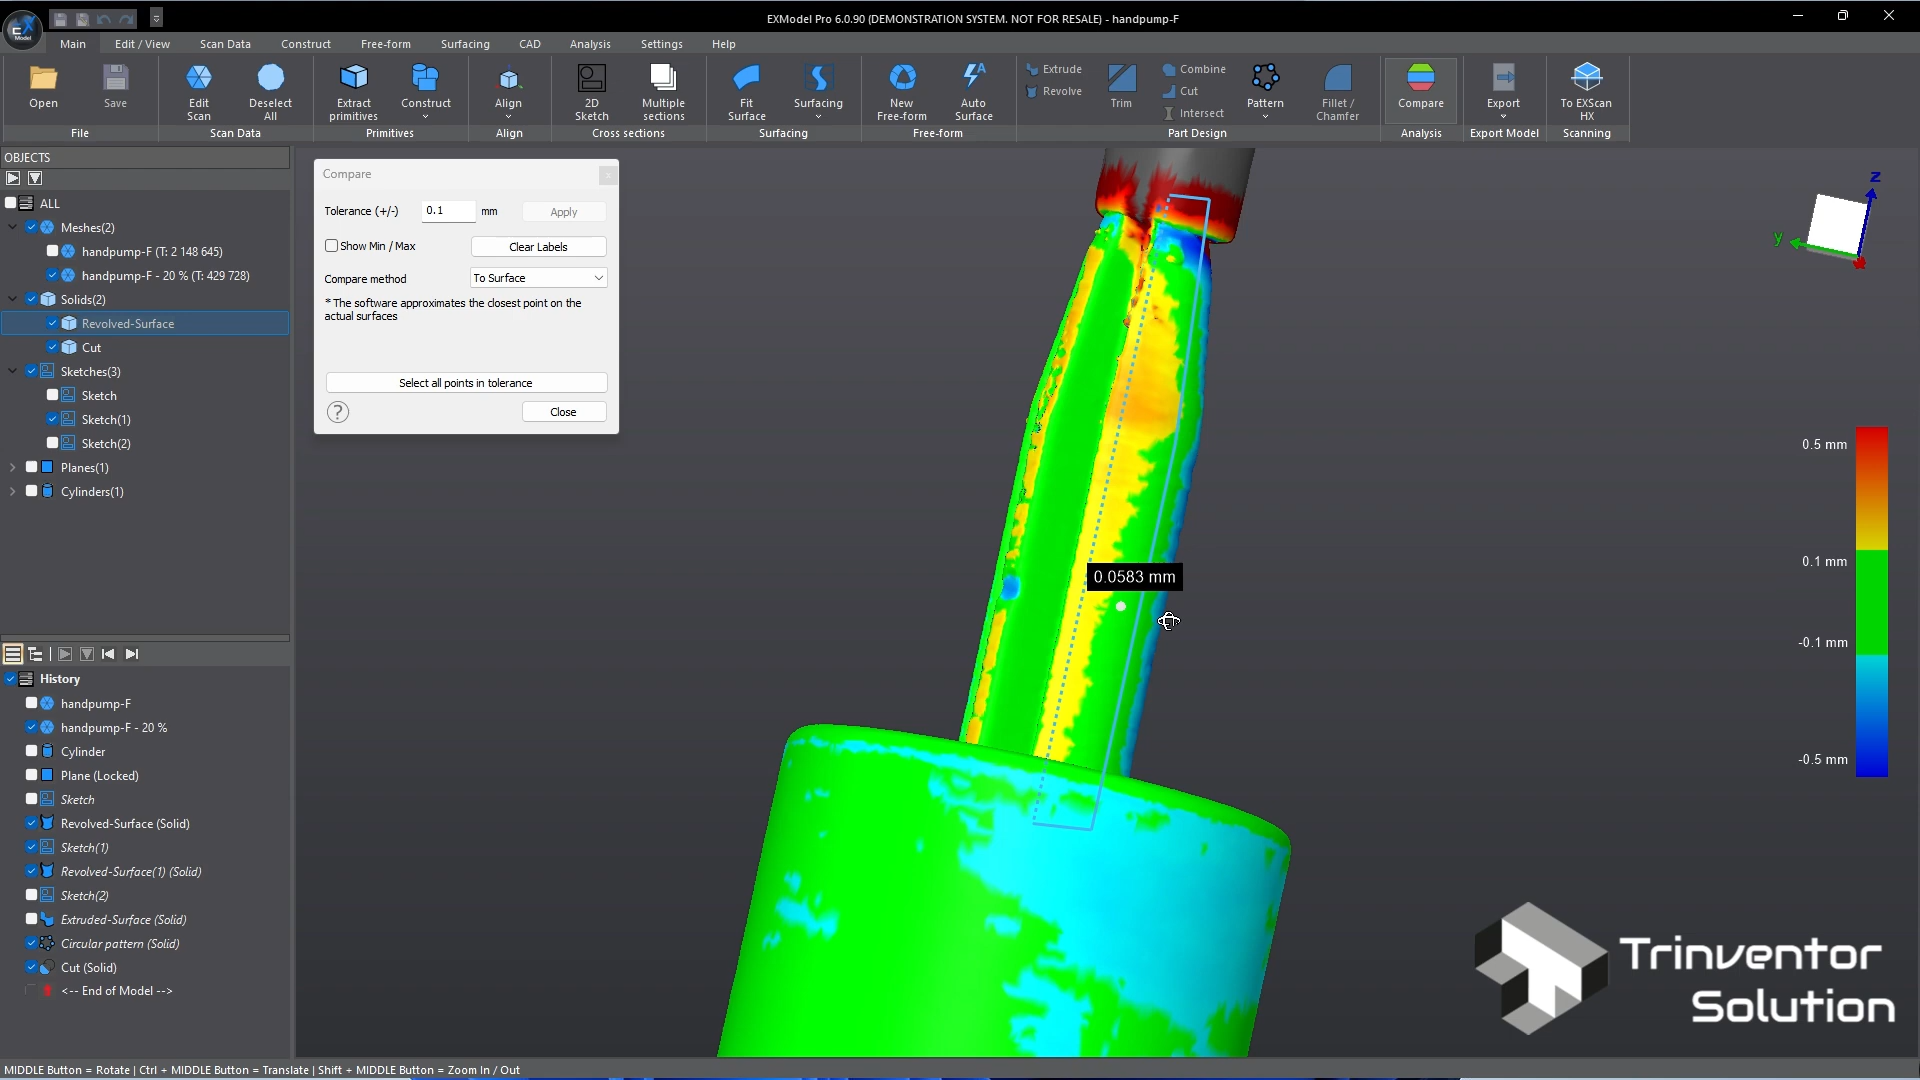 EXModel Pro 6.0.90 (DEMONSTRATION SYSTEM. NOT FOR RESALE) - handpump-F
Main Edit / View Scan Data Construct Free-form Surfacing CAD Analysis Settings Help
Open
Save
File
Edit Scan
Deselect All
Scan Data
Extract primitives
Construct
Primitives
Align
Align
2D Sketch
Multiple sections
Cross sections
Fit Surface
Surfacing
Surfacing
New Free-form
Auto Surface
Free-form
Extrude
Revolve
Trim
Combine
Cut
Intersect
Pattern
Fillet / Chamfer
Part Design
Compare
Analysis
Export
Export Model
To EXScan HX
Scanning
OBJECTS
ALL
Meshes(2)
handpump-F (T: 2 148 645)
handpump-F - 20 % (T: 429 728)
Solids(2)
Revolved-Surface
Cut
Sketches(3)
Sketch
Sketch(1)
Sketch(2)
Planes(1)
Cylinders(1)
History
handpump-F
handpump-F - 20 %
Cylinder
Plane (Locked)
Sketch
Revolved-Surface (Solid)
Sketch(1)
Revolved-Surface(1) (Solid)
Sketch(2)
Extruded-Surface (Solid)
Circular pattern (Solid)
Cut (Solid)
<-- End of Model -->
Compare
Tolerance (+/-) 0.1 mm Apply
Show Min / Max Clear Labels
Compare method To Surface
* The software approximates the closest point on the
actual surfaces
Select all points in tolerance
? Close
0.0583 mm
z
y
0.5 mm
0.1 mm
-0.1 mm
-0.5 mm
Trinventor
Solution
MIDDLE Button = Rotate | Ctrl + MIDDLE Button = Translate | Shift + MIDDLE Button = Zoom In / Out